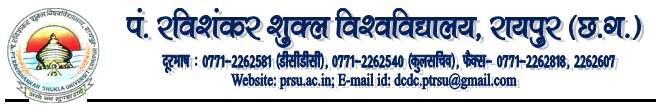 पं. रविशंकर शुक्ल विश्वविद्यालय, रायपुर (छ.ग.)
दूरभाष : 0771-2262581 (डीसीडीसी), 0771-2262540 (कुलसचिव), फैक्स- 0771-2262818, 2262607
Website: prsu.ac.in; E-mail id: dcdc.ptrsu@gmail.com